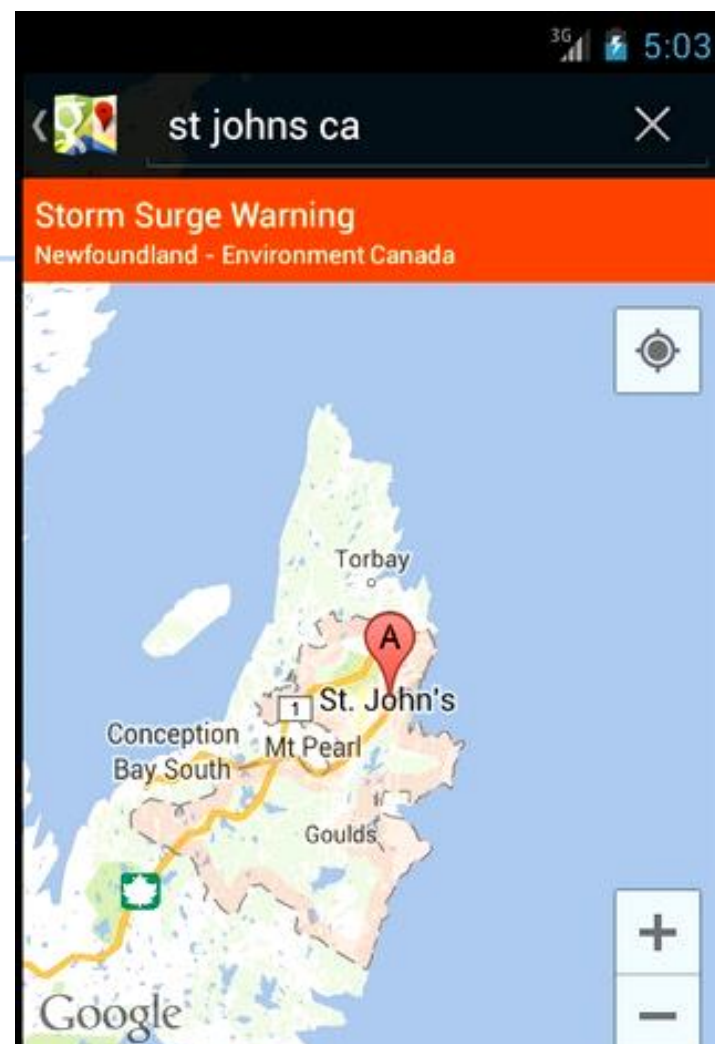 3G 5:03
st johns ca
Storm Surge Warning
Newfoundland - Environment Canada
Torbay
A
1 St. John's
Conception
Bay South
Mt Pearl
Goulds
Google